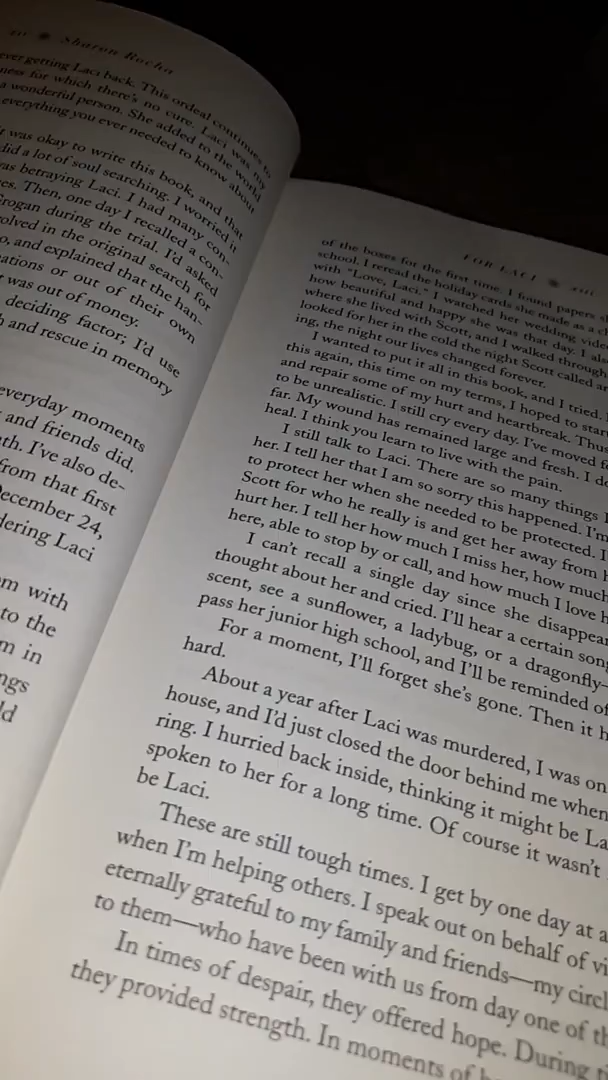 Sharon Rocha
ever getting Laci back. This ordeal continues to
ness for which there's no cure. Laci was my
a wonderful person. She added to the world
everything you ever needed to know about
it was okay to write this book, and that
did a lot of soul searching. I worried it
was betraying Laci. I had many con-
es. Then, one day I recalled a con-
Grogan during the trial. I'd asked
olved in the original search for
o, and explained that the han-
ations or out of their own
t was out of money.
deciding factor; I'd use
h and rescue in memory
everyday moments
and friends did.
ath. I've also de-
from that first
December 24,
dering Laci
m with
to the
m in
ngs
ld
FOR LACI
of the boxes for the first time. I found papers
school. I reread the holiday cards she made as a
with "Love, Laci." I watched her wedding video
how beautiful and happy she was that day. I also
where she lived with Scott, and I walked through
looked for her in the cold the night Scott called
ing, the night our lives changed forever.
I wanted to put it all in this book, and I tried.
this again, this time on my terms, I hoped to start
and repair some of my hurt and heartbreak. Thus
to be unrealistic. I still cry every day. I've moved
far. My wound has remained large and fresh. I
heal. I think you learn to live with the pain.
I still talk to Laci. There are so many things I
her. I tell her that I am so sorry this happened. I'm
to protect her when she needed to be protected. I
Scott for who he really is and get her away from
hurt her. I tell her how much I miss her, how much
here, able to stop by or call, and how much I love
I can't recall a single day since she disappear
thought about her and cried. I'll hear a certain song
scent, see a sunflower, a ladybug, or a dragonfly—
pass her junior high school, and I'll be reminded of
For a moment, I'll forget she's gone. Then it h
hard.
About a year after Laci was murdered, I was on
house, and I'd just closed the door behind me when
ring. I hurried back inside, thinking it might be La
spoken to her for a long time. Of course it wasn't
be Laci.
These are still tough times. I get by one day at a
when I'm helping others. I speak out on behalf of vi
eternally grateful to my family and friends—my circl
to them—who have been with us from day one of th
In times of despair, they offered hope. During
they provided strength. In moments of